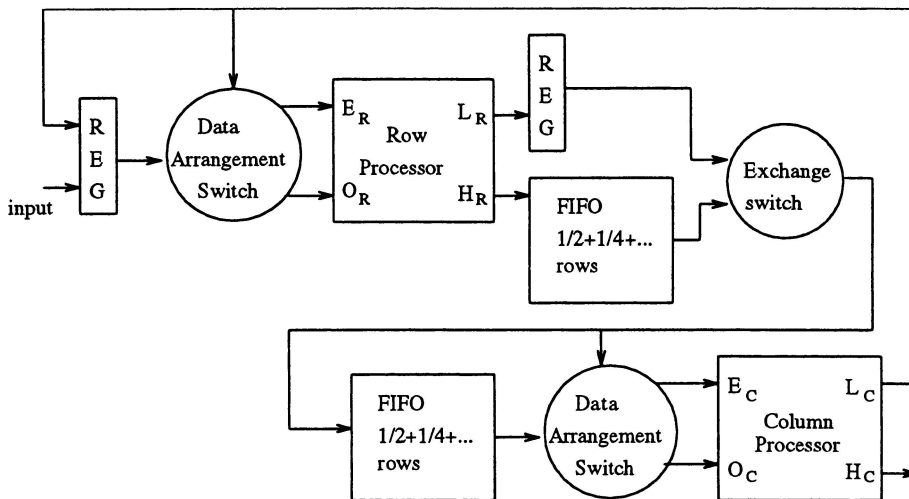 R
E
G
input
Data
Arrangement
Switch
E_R
L_R
Row
Processor
O_R
H_R
R
E
G
FIFO
1/2+1/4+...
rows
Exchange
switch
FIFO
1/2+1/4+...
rows
Data
Arrangement
Switch
E_C
L_C
Column
Processor
O_C
H_C